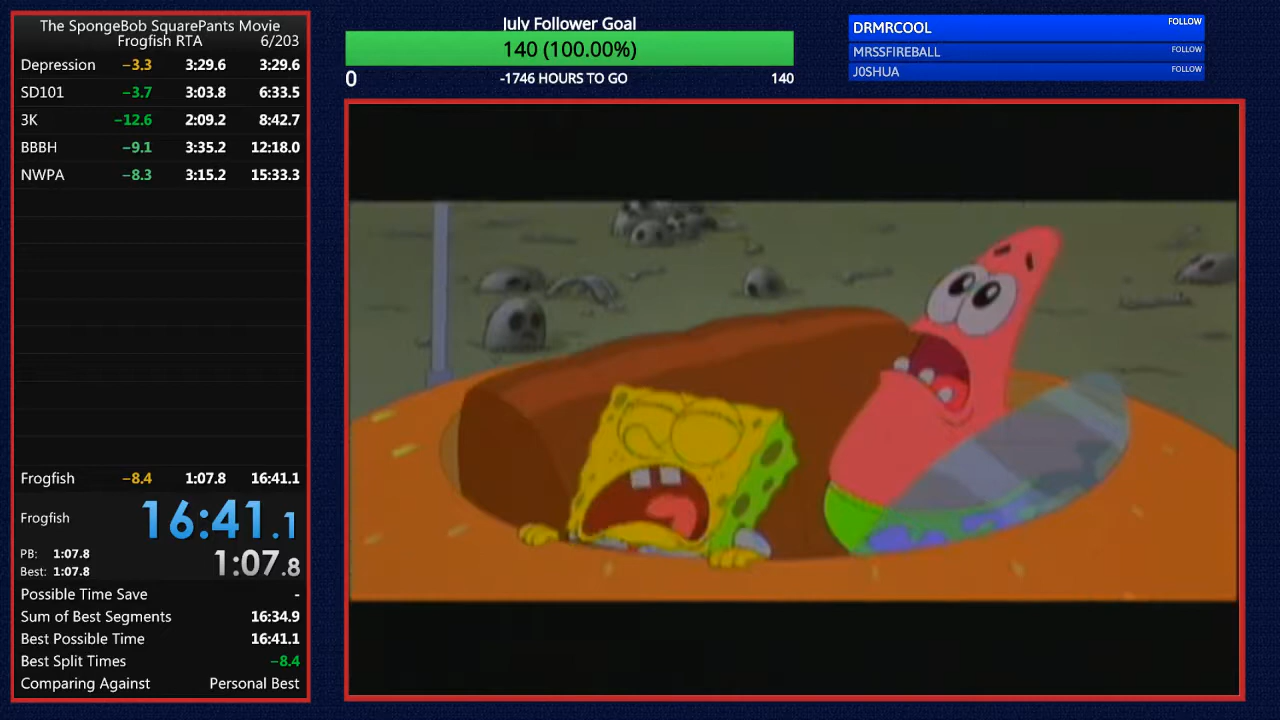 The SpongeBob SquarePants Movie
Frogfish RTA 6/203
Depression −3.3 3:29.6 3:29.6
SD101 −3.7 3:03.8 6:33.5
3K −12.6 2:09.2 8:42.7
BBBH −9.1 3:35.2 12:18.0
NWPA −8.3 3:15.2 15:33.3
Frogfish −8.4 1:07.8 16:41.1
Frogfish 16:41.1
PB: 1:07.8
Best: 1:07.8
1:07.8
Possible Time Save -
Sum of Best Segments 16:34.9
Best Possible Time 16:41.1
Best Split Times −8.4
Comparing Against Personal Best
July Follower Goal
140 (100.00%)
0 -1746 HOURS TO GO 140
DRMRCOOL FOLLOW
MRSSFIREBALL FOLLOW
J0SHUA FOLLOW